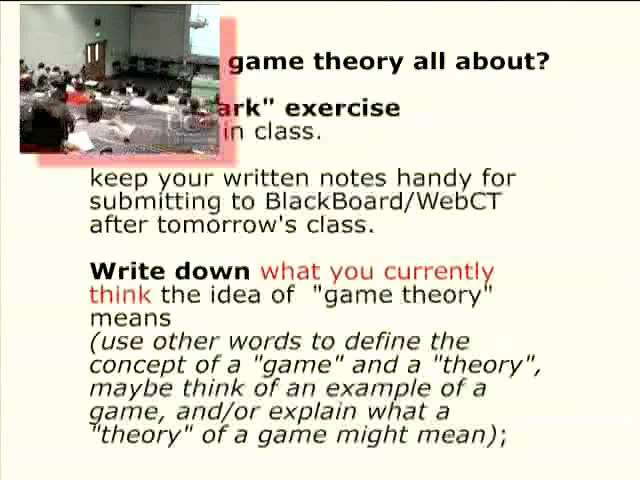 game theory all about?
ark" exercise
in class.
keep your written notes handy for
submitting to BlackBoard/WebCT
after tomorrow's class.
Write down what you currently
think the idea of "game theory"
means
(use other words to define the
concept of a "game" and a "theory",
maybe think of an example of a
game, and/or explain what a
"theory" of a game might mean);